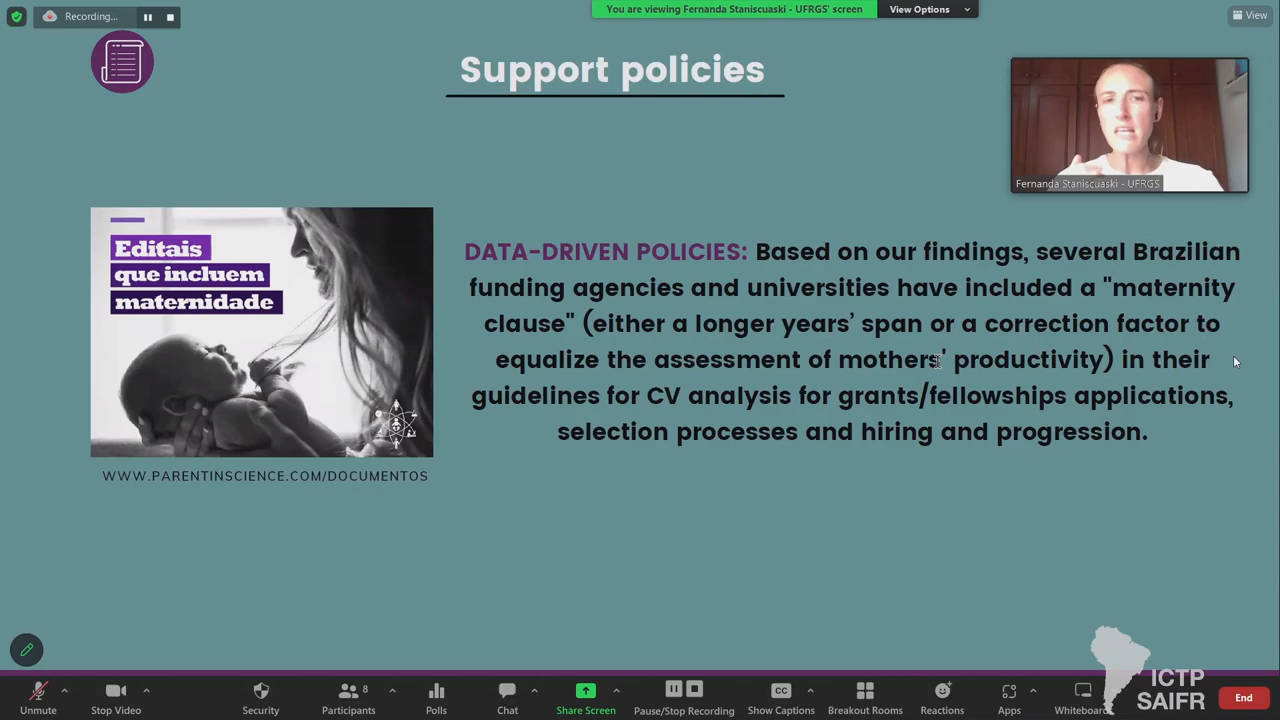 Recording...
You are viewing Fernanda Staniscuaski - UFRGS' screen
View Options
View
Support policies
Fernanda Staniscuaski - UFRGS
Editais
que incluem
maternidade
WWW.PARENTINSCIENCE.COM/DOCUMENTOS
DATA-DRIVEN POLICIES: Based on our findings, several Brazilian
funding agencies and universities have included a "maternity
clause" (either a longer years’ span or a correction factor to
equalize the assessment of mothers' productivity) in their
guidelines for CV analysis for grants/fellowships applications,
selection processes and hiring and progression.
ICTP
SAIFR
Unmute
Stop Video
Security
8
Participants
Polls
Chat
Share Screen
Pause/Stop Recording
CC
Show Captions
Breakout Rooms
Reactions
Apps
Whiteboard
End